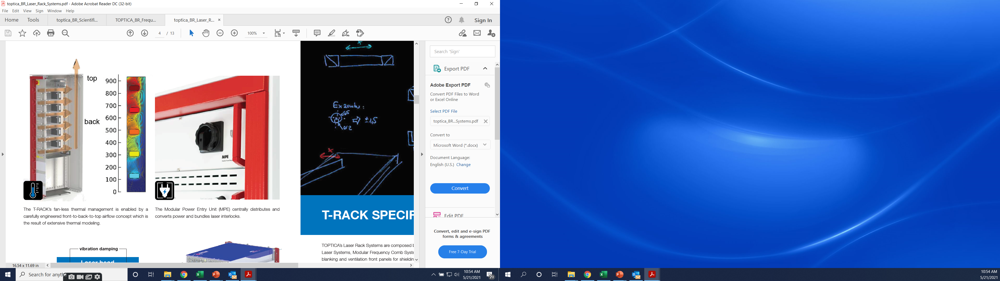 toptica_BR_Laser_Rack_Systems.pdf - Adobe Acrobat Reader DC (32-bit)
File Edit View Sign Window Help
Home Tools toptica_BR_Scientifi... TOPTICA_BR_Frequ... toptica_BR_Laser_R... × Sign In
4 / 13 100%
top
back
900
800
700
600
500
400
300
200
100
0
MPE
The T-RACK's fan-less thermal management is enabled by a
carefully engineered front-to-back-to-top airflow concept which is
the result of extensive thermal modeling.
The Modular Power Entry Unit (MPE) centrally distributes and
converts power and bundles laser interlocks.
vibration damping
Laser head
x
±1,5
x
T-RACK SPECIF
TOPTICA's Laser Rack Systems are composed b
Laser Systems, Modular Frequency Comb Syste
blanking and ventilation front panels for shieldin
16.54 x 11.69 in
Search 'Sign'
Export PDF
Adobe Export PDF
Convert PDF Files to Word
or Excel Online
Select PDF File
toptica_BR...Systems.pdf
Convert to
Microsoft Word (*.docx)
Document Language:
English (U.S.) Change
Convert
Edit PDF
Convert, edit and e-sign PDF
forms & agreements
Free 7-Day Trial
Search for anythi
10:54 AM
5/21/2021
20
10:54 AM
5/21/2021